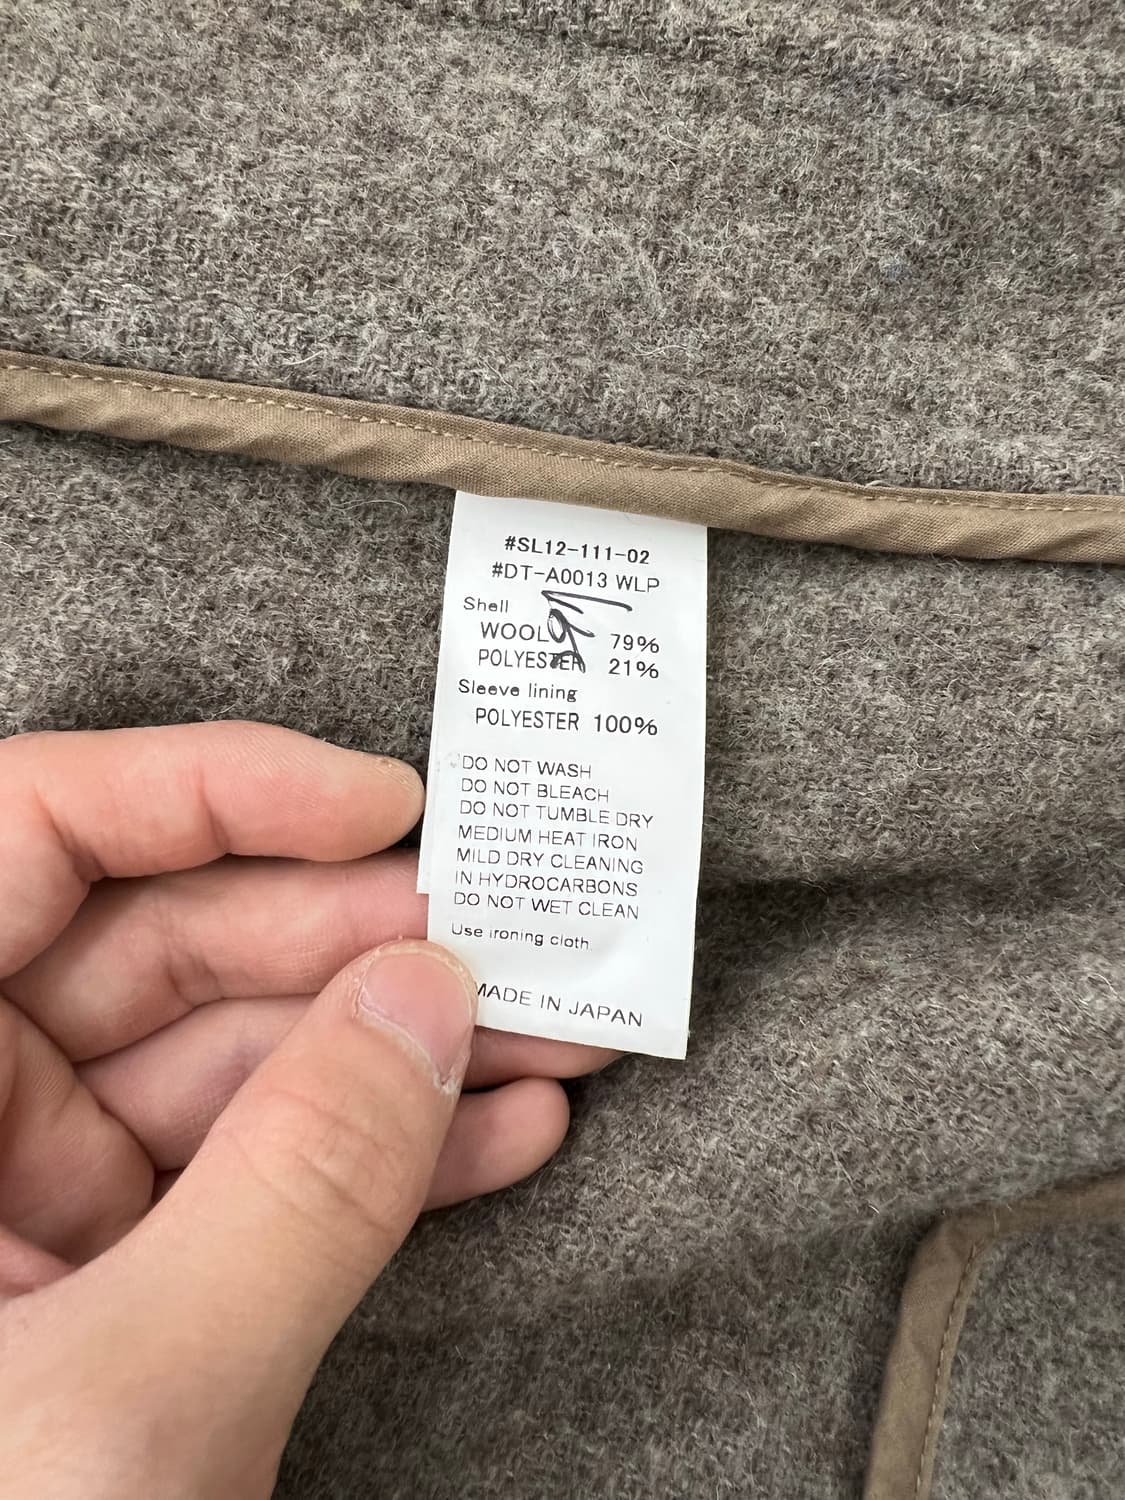 #SL12-111-02
#DT-A0013 WLP
Shell
WOOL 79%
POLYESTER 21%
Sleeve lining
POLYESTER 100%
DO NOT WASH
DO NOT BLEACH
DO NOT TUMBLE DRY
MEDIUM HEAT IRON
MILD DRY CLEANING
IN HYDROCARBONS
DO NOT WET CLEAN
Use ironing cloth.
MADE IN JAPAN